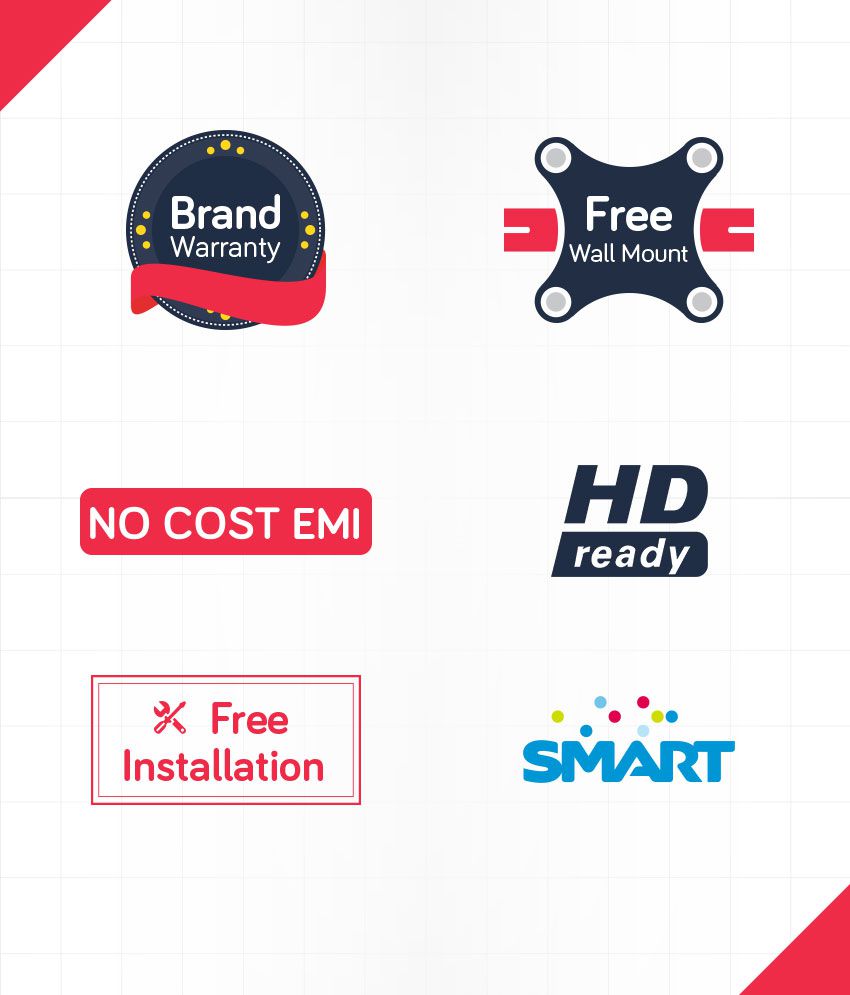 Brand
Warranty
Free
Wall Mount
NO COST EMI
HD
ready
Free
Installation
SMART